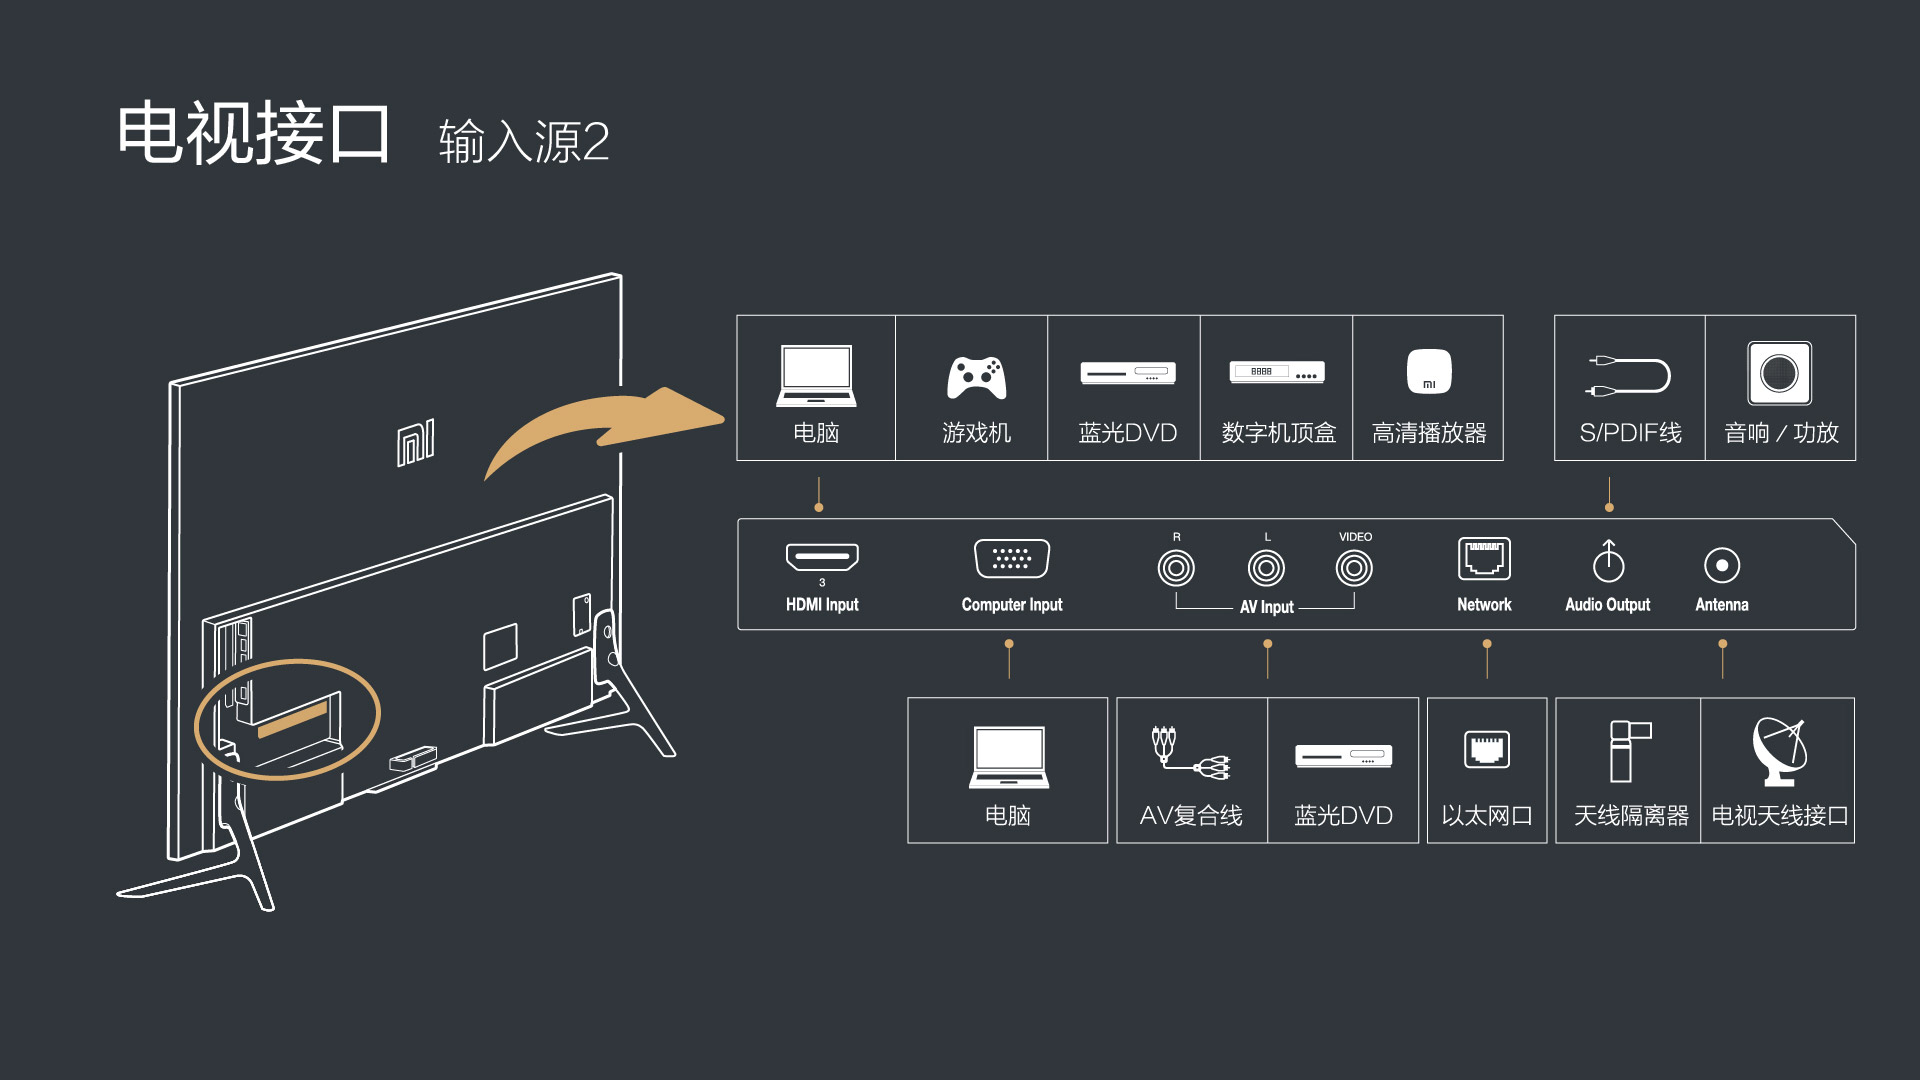 电视接口 输入源2
电脑
游戏机
蓝光DVD
数字机顶盒
高清播放器
S/PDIF线
音响 / 功放
R
L
VIDEO
3
HDMI Input
Computer Input
AV Input
Network
Audio Output
Antenna
电脑
AV复合线
蓝光DVD
以太网口
天线隔离器
电视天线接口